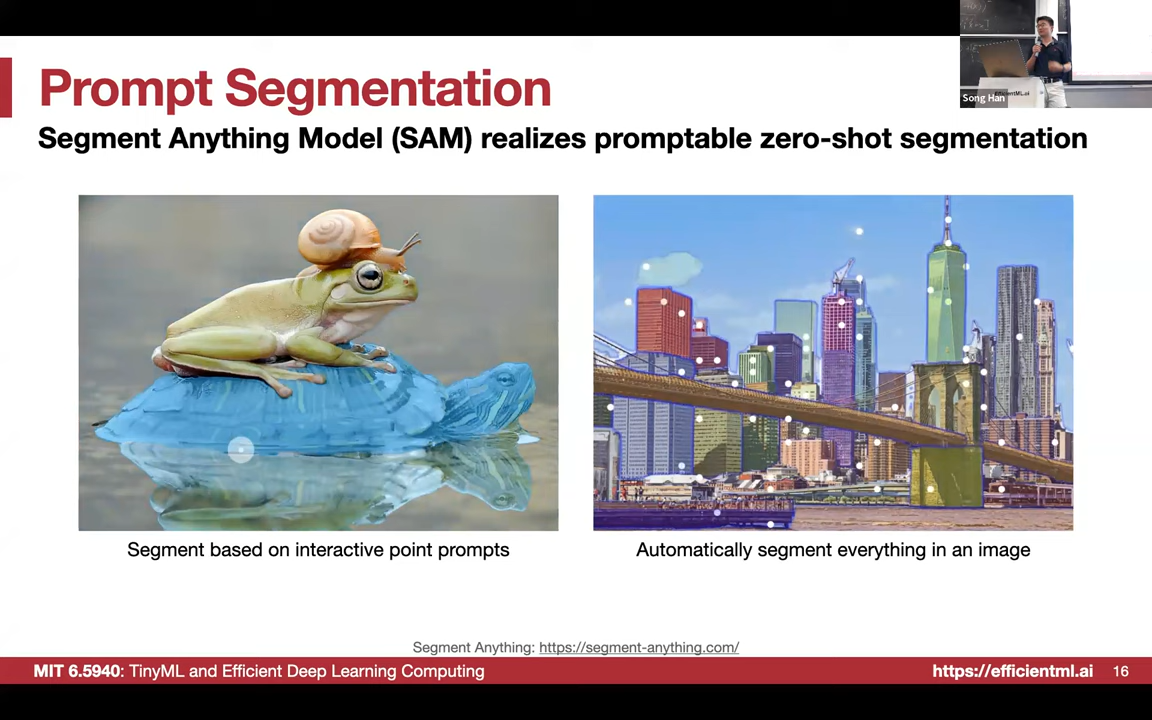 Prompt Segmentation
Segment Anything Model (SAM) realizes promptable zero-shot segmentation
EfficientML.ai
Song Han
Segment based on interactive point prompts
Automatically segment everything in an image
Segment Anything: https://segment-anything.com/
MIT 6.5940: TinyML and Efficient Deep Learning Computing
https://efficientml.ai
16